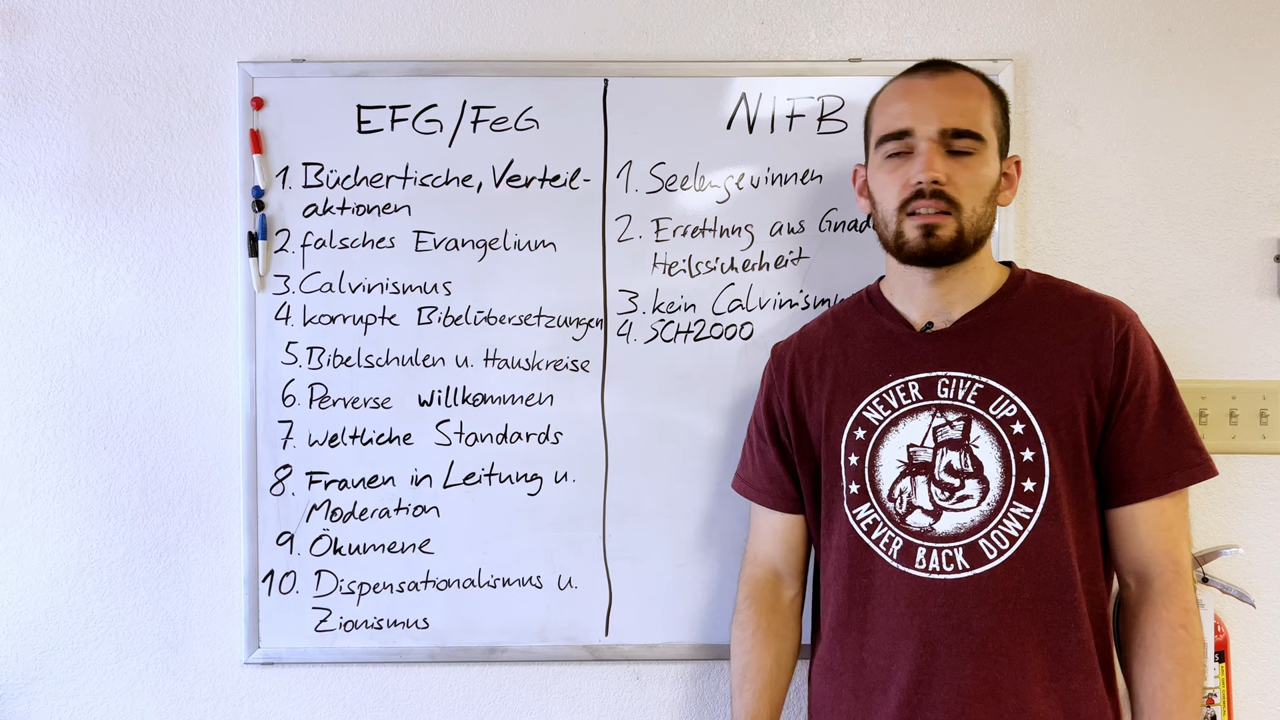 EFG/FeG
1. Büchertische, Verteil-
aktionen
2. falsches Evangelium
3. Calvinismus
4. korrupte Bibelübersetzungen
5. Bibelschulen u. Hauskreise
6. Perverse willkommen
7. weltliche Standards
8. Frauen in Leitung u.
Moderation
9. Ökumene
10. Dispensationalismus u.
Zionismus
NIFB
1. Seelengewinnen
2. Errettung aus Gnad
Heilssicherheit
3. kein Calvinismu
4. SCH2000
NEVER GIVE UP
NEVER BACK DOWN